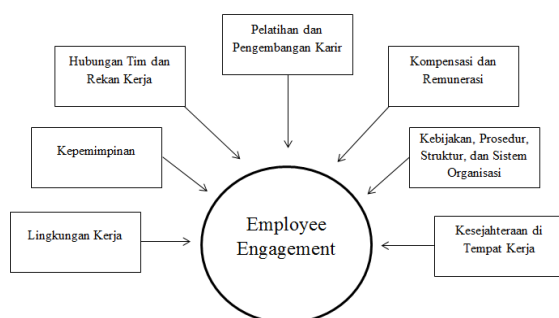 Pelatihan dan
Pengembangan Karir
Hubungan Tim dan
Rekan Kerja
Kompensasi dan
Remunerasi
Kepemimpinan
Kebijakan, Prosedur,
Struktur, dan Sistem
Organisasi
Lingkungan Kerja
Employee
Engagement
Kesejahteraan di
Tempat Kerja